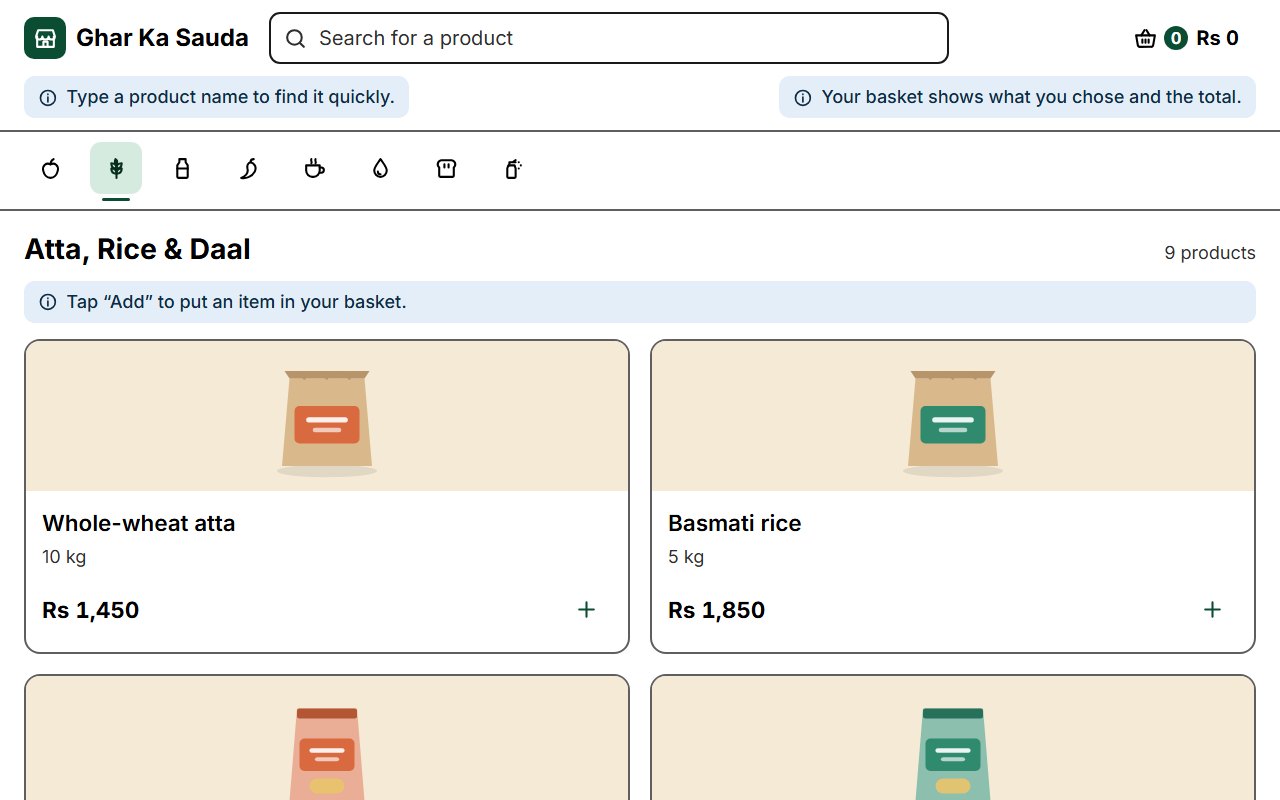 Ghar Ka Sauda
Search for a product
0 Rs 0
Type a product name to find it quickly.
Your basket shows what you chose and the total.
Atta, Rice & Daal
9 products
Tap “Add” to put an item in your basket.
Whole-wheat atta
10 kg
Rs 1,450
Basmati rice
5 kg
Rs 1,850